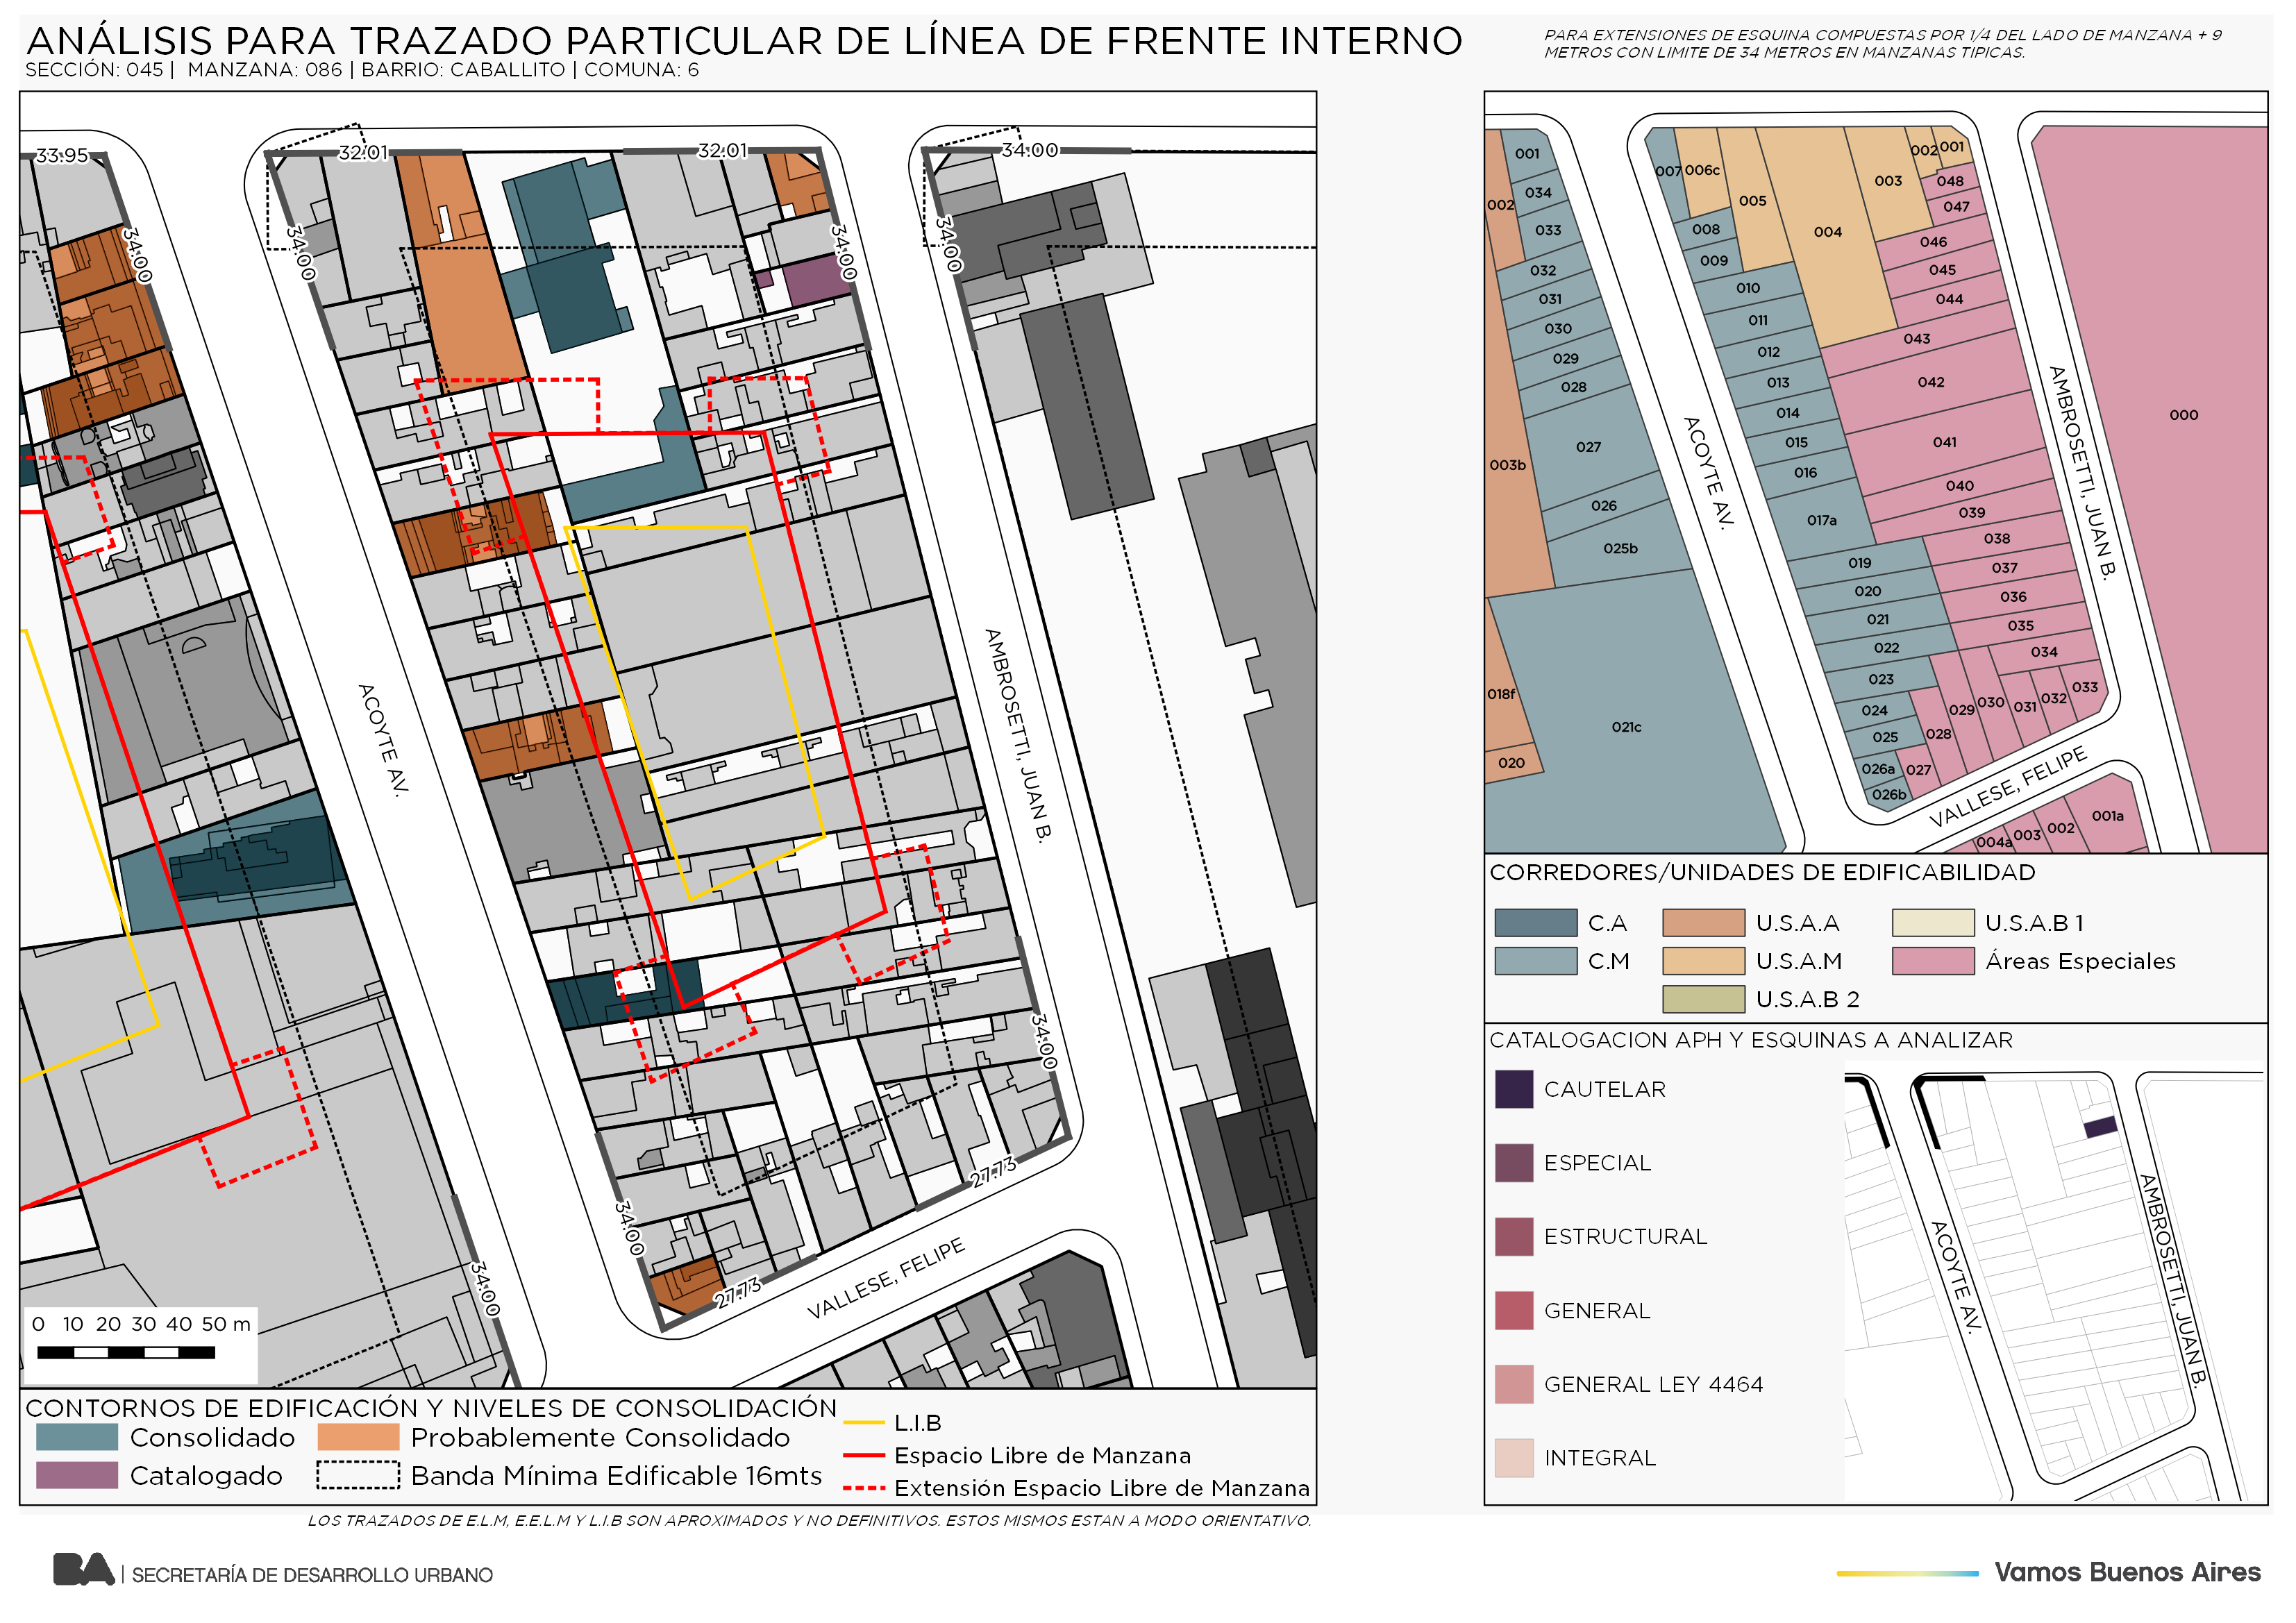 ANÁLISIS PARA TRAZADO PARTICULAR DE LÍNEA DE FRENTE INTERNO
SECCIÓN: 045 | MANZANA: 086 | BARRIO: CABALLITO | COMUNA: 6
PARA EXTENSIONES DE ESQUINA COMPUESTAS POR 1/4 DEL LADO DE MANZANA + 9
METROS CON LIMITE DE 34 METROS EN MANZANAS TIPICAS.
33.95
32.01
32.01
34.00
34.00
34.00
34.00
34.00
ACOYTE AV.
AMBROSETTI, JUAN B.
34.00
34.00
34.00
27.73
27.73
VALLESE, FELIPE
0 10 20 30 40 50 m
CONTORNOS DE EDIFICACIÓN Y NIVELES DE CONSOLIDACIÓN
Consolidado
Probablemente Consolidado
Catalogado
Banda Mínima Edificable 16mts
L.I.B
Espacio Libre de Manzana
Extensión Espacio Libre de Manzana
LOS TRAZADOS DE E.L.M, E.E.L.M Y L.I.B SON APROXIMADOS Y NO DEFINITIVOS. ESTOS MISMOS ESTAN A MODO ORIENTATIVO.
001
034
002
033
032
031
030
029
028
027
003b
026
025b
018f
021c
020
007
006c
005
004
003
002
001
048
047
046
045
044
043
042
041
040
039
038
037
036
035
034
033
032
031
030
029
028
027
008
009
010
011
012
013
014
015
016
017a
019
020
021
022
023
024
025
026a
026b
000
ACOYTE AV.
AMBROSETTI, JUAN B.
VALLESE, FELIPE
004a
003
002
001a
CORREDORES/UNIDADES DE EDIFICABILIDAD
C.A
U.S.A.A
U.S.A.B 1
C.M
U.S.A.M
Áreas Especiales
U.S.A.B 2
CATALOGACION APH Y ESQUINAS A ANALIZAR
CAUTELAR
ESPECIAL
ESTRUCTURAL
GENERAL
GENERAL LEY 4464
INTEGRAL
ACOYTE AV.
AMBROSETTI, JUAN B.
BA | SECRETARÍA DE DESARROLLO URBANO
Vamos Buenos Aires